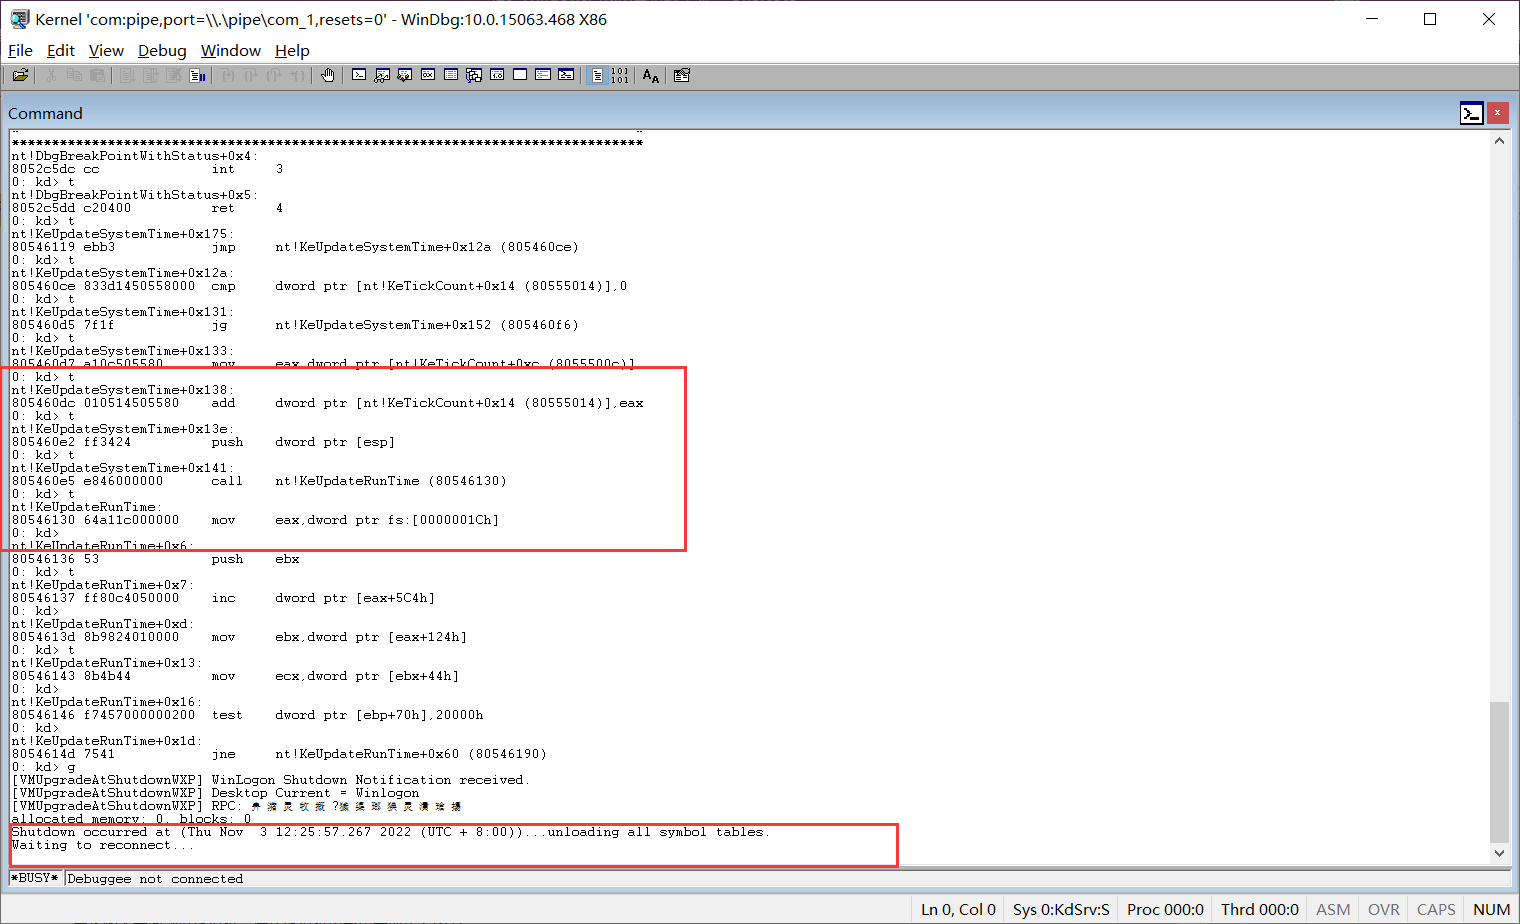 Kernel 'com:pipe,port=\\.\pipe\com_1,resets=0' - WinDbg:10.0.15063.468 X86
File Edit View Debug Window Help
Command
*******************************************************************************
nt!DbgBreakPointWithStatus+0x4:
8052c5dc cc              int     3
0: kd> t
nt!DbgBreakPointWithStatus+0x5:
8052c5dd c20400          ret     4
0: kd> t
nt!KeUpdateSystemTime+0x175:
80546119 ebb3            jmp     nt!KeUpdateSystemTime+0x12a (805460ce)
0: kd> t
nt!KeUpdateSystemTime+0x12a:
805460ce 833d1450558000  cmp     dword ptr [nt!KeTickCount+0x14 (80555014)],0
0: kd> t
nt!KeUpdateSystemTime+0x131:
805460d5 7f1f            jg      nt!KeUpdateSystemTime+0x152 (805460f6)
0: kd> t
nt!KeUpdateSystemTime+0x133:
805460d7 a10c505580      mov     eax,dword ptr [nt!KeTickCount+0xc (8055500c)]
0: kd> t
nt!KeUpdateSystemTime+0x138:
805460dc 010514505580    add     dword ptr [nt!KeTickCount+0x14 (80555014)],eax
0: kd> t
nt!KeUpdateSystemTime+0x13e:
805460e2 ff3424          push    dword ptr [esp]
0: kd> t
nt!KeUpdateSystemTime+0x141:
805460e5 e846000000      call    nt!KeUpdateRunTime (80546130)
0: kd> t
nt!KeUpdateRunTime:
80546130 64a11c000000    mov     eax,dword ptr fs:[0000001Ch]
0: kd>
nt!KeUpdateRunTime+0x6:
80546136 53              push    ebx
0: kd> t
nt!KeUpdateRunTime+0x7:
80546137 ff80c4050000    inc     dword ptr [eax+5C4h]
0: kd>
nt!KeUpdateRunTime+0xd:
8054613d 8b9824010000    mov     ebx,dword ptr [eax+124h]
0: kd> t
nt!KeUpdateRunTime+0x13:
80546143 8b4b44          mov     ecx,dword ptr [ebx+44h]
0: kd>
nt!KeUpdateRunTime+0x16:
80546146 f7457000000200  test    dword ptr [ebp+70h],20000h
0: kd>
nt!KeUpdateRunTime+0x1d:
8054614d 7541            jne     nt!KeUpdateRunTime+0x60 (80546190)
0: kd> g
[VMUpgradeAtShutdownWXP] WinLogon Shutdown Notification received.
[VMUpgradeAtShutdownWXP] Desktop Current = Winlogon
[VMUpgradeAtShutdownWXP] RPC:
allocated memory: 0, blocks: 0
Shutdown occurred at (Thu Nov  3 12:25:57.267 2022 (UTC + 8:00))...unloading all symbol tables.
Waiting to reconnect...
*BUSY* Debuggee not connected
Ln 0, Col 0 Sys 0:KdSrv:S Proc 000:0 Thrd 000:0 ASM OVR CAPS NUM